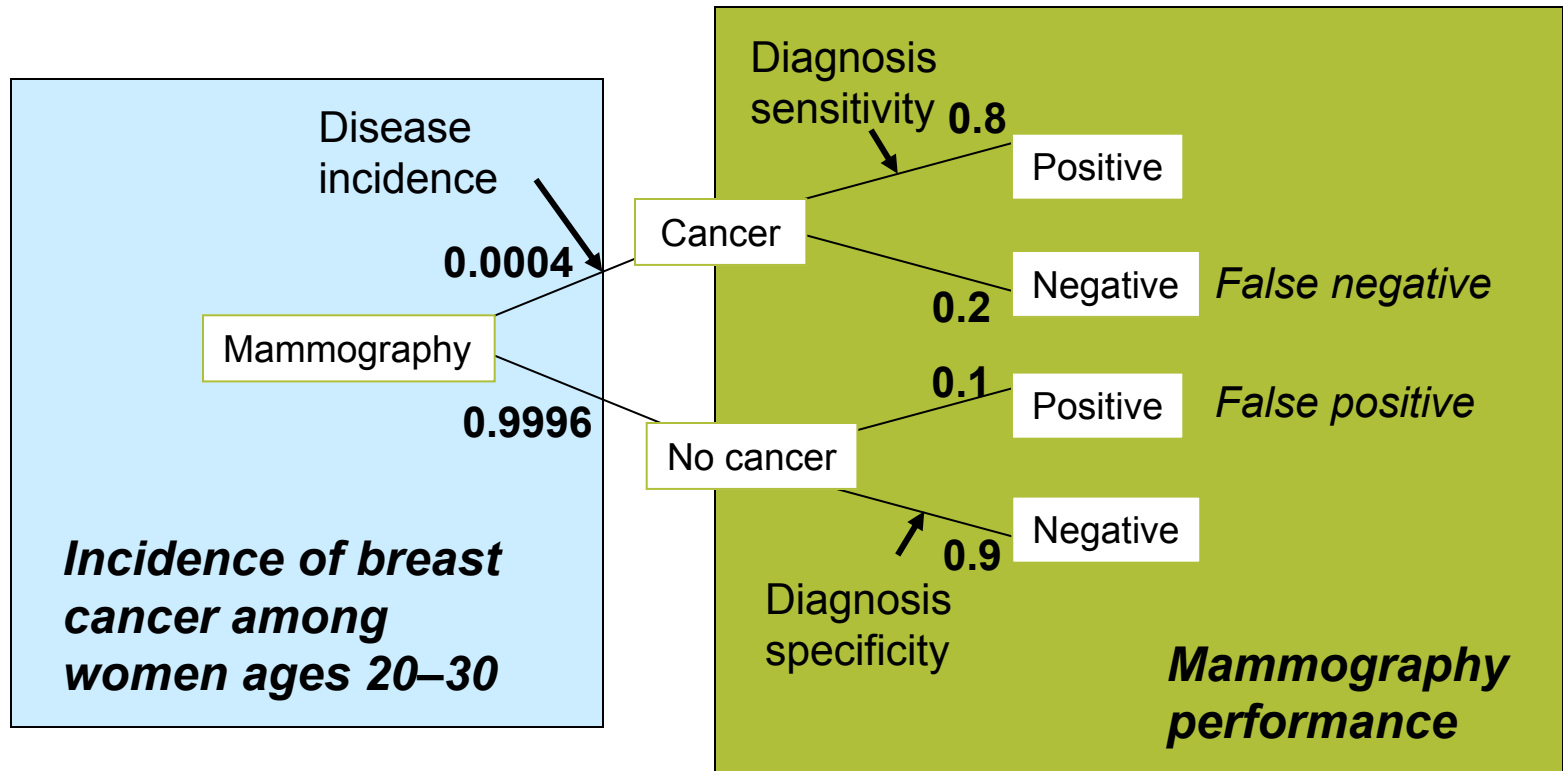 Disease
incidence
0.0004
Mammography
0.9996
Incidence of breast
cancer among
women ages 20–30
Cancer
No cancer
Diagnosis
sensitivity
0.8
Positive
0.2
Negative
False negative
0.1
Positive
False positive
0.9
Negative
Diagnosis
specificity
Mammography
performance